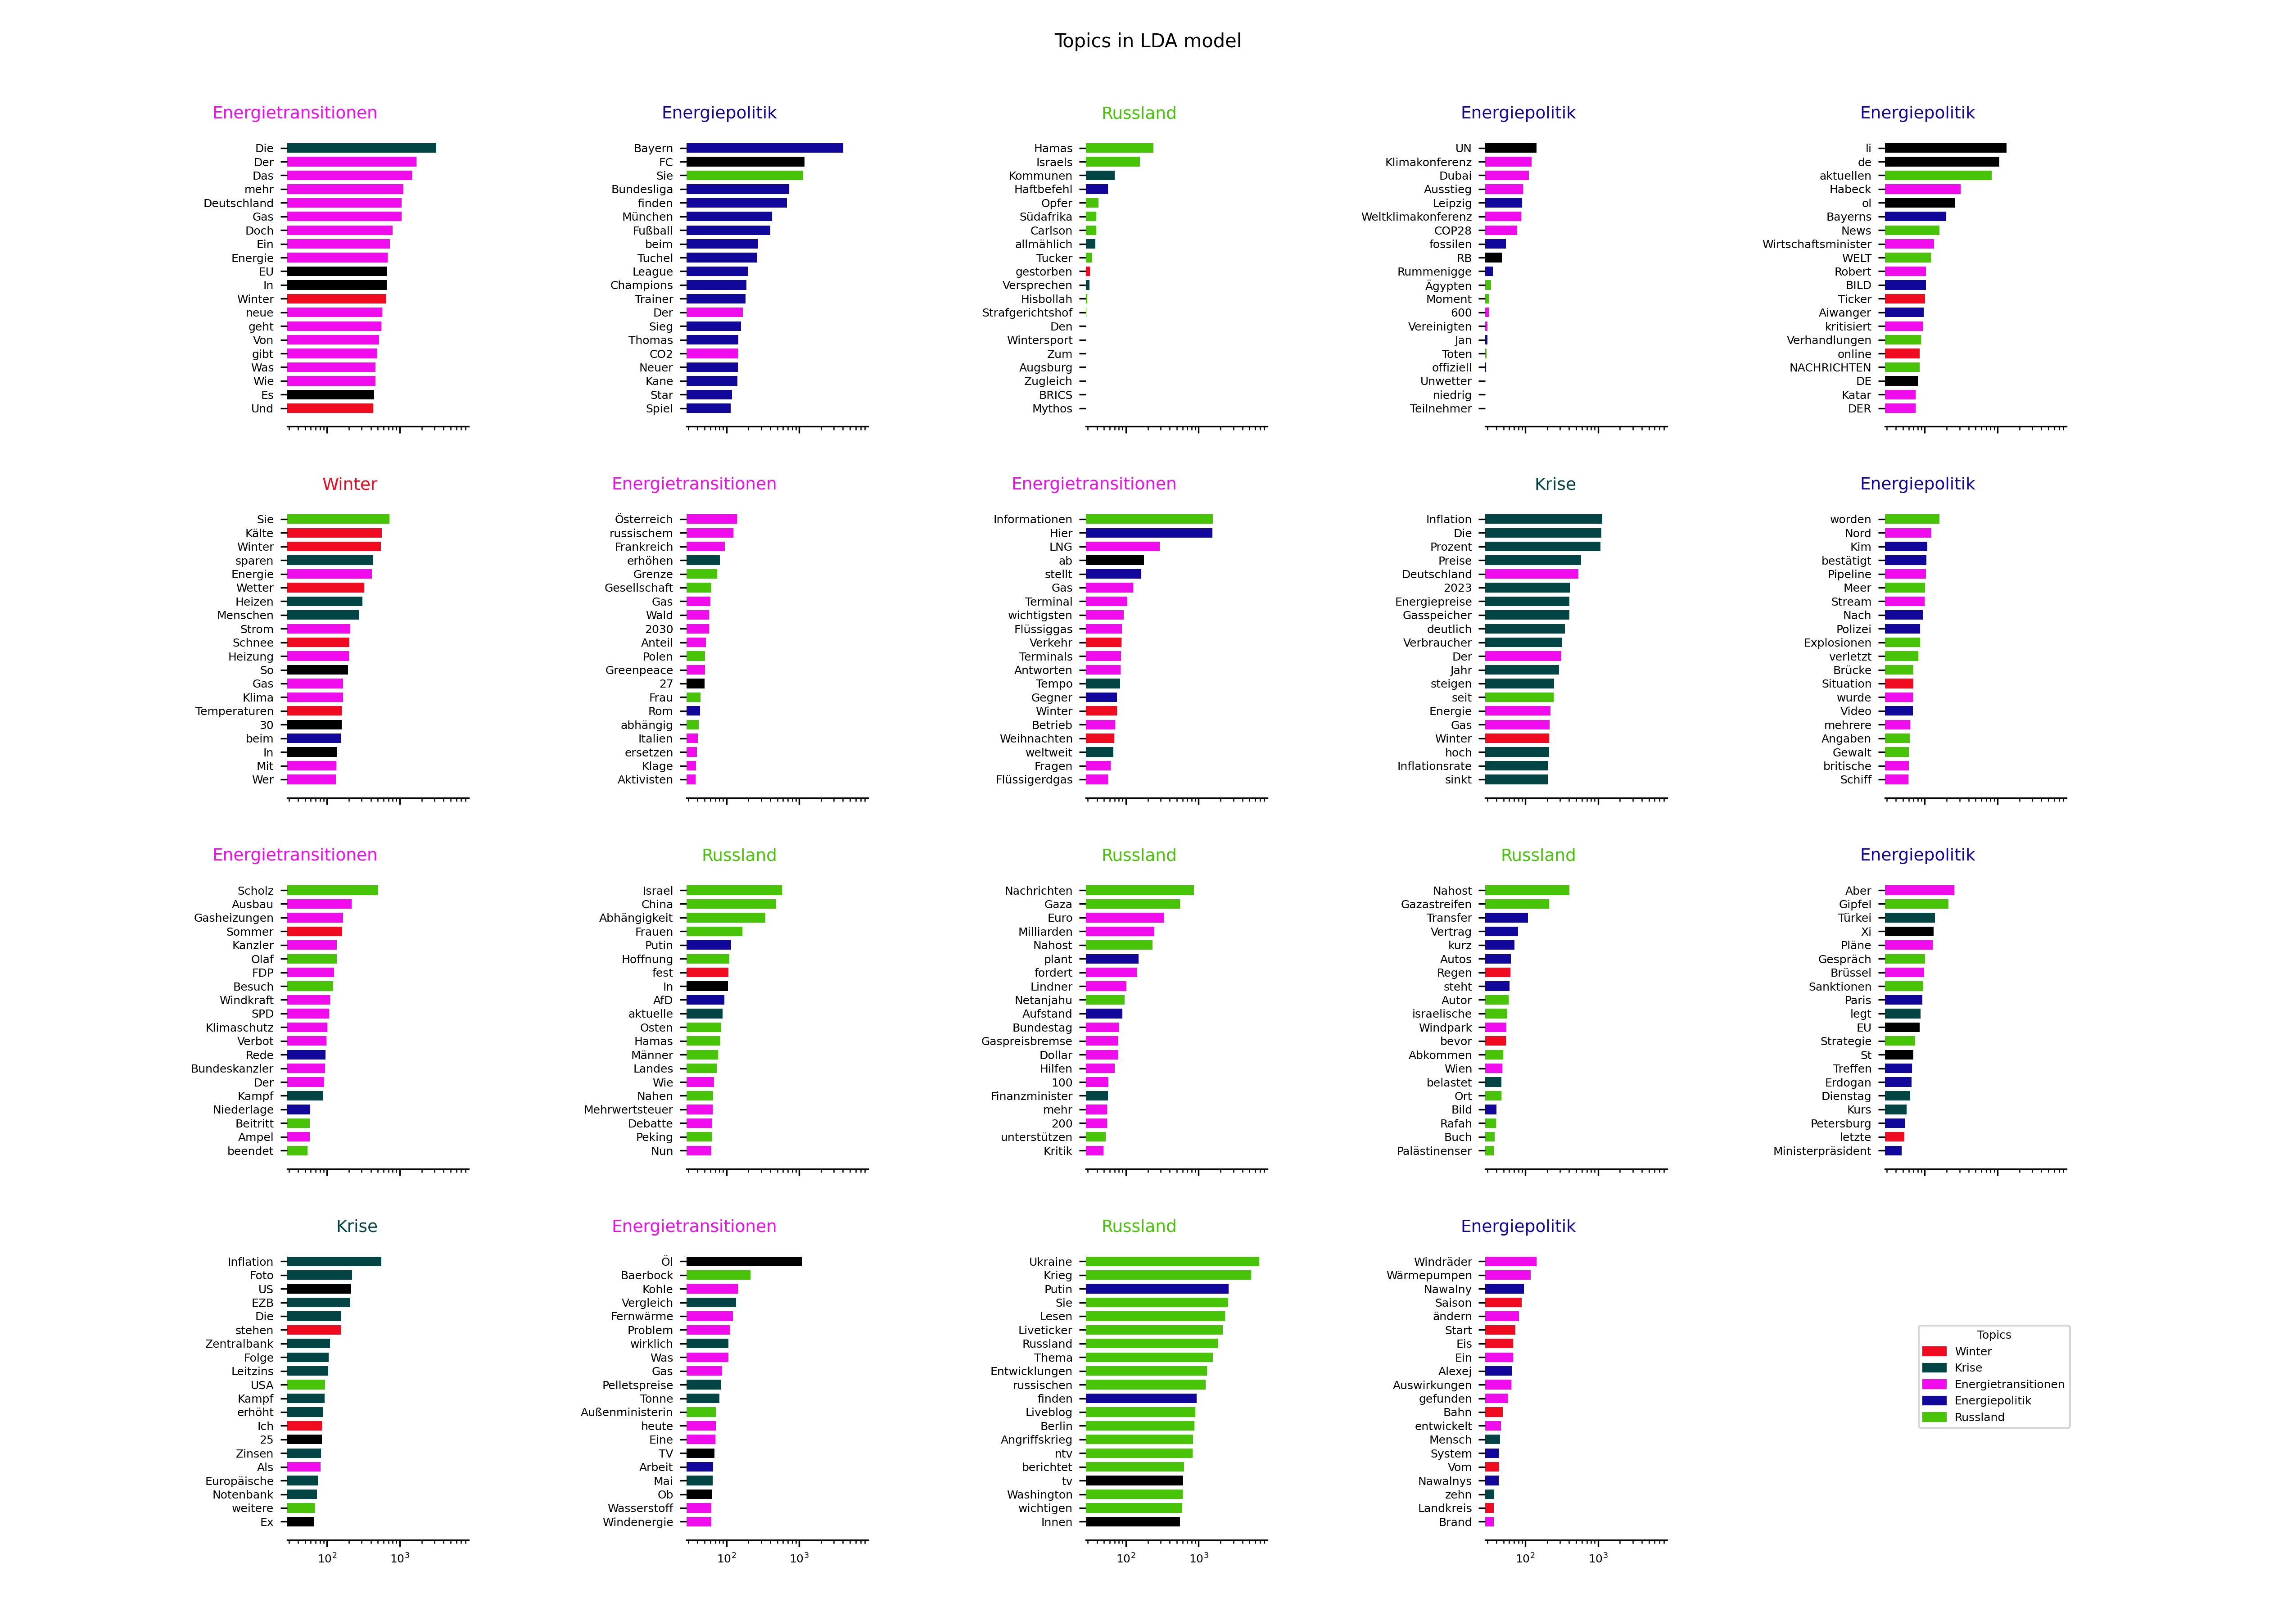 Topics in LDA model
Energietransitionen
Die
Der
Das
mehr
Deutschland
Gas
Doch
Ein
Energie
EU
In
Winter
neue
geht
Von
gibt
Was
Wie
Es
Und
Energiepolitik
Bayern
FC
Sie
Bundesliga
finden
München
Fußball
beim
Tuchel
League
Champions
Trainer
Der
Sieg
Thomas
CO2
Neuer
Kane
Star
Spiel
Russland
Hamas
Israels
Kommunen
Haftbefehl
Opfer
Südafrika
Carlson
allmählich
Tucker
gestorben
Versprechen
Hisbollah
Strafgerichtshof
Den
Wintersport
Zum
Augsburg
Zugleich
BRICS
Mythos
Energiepolitik
UN
Klimakonferenz
Dubai
Ausstieg
Leipzig
Weltklimakonferenz
COP28
fossilen
RB
Rummenigge
Ägypten
Moment
600
Vereinigten
Jan
Toten
offiziell
Unwetter
niedrig
Teilnehmer
Energiepolitik
li
de
aktuellen
Habeck
ol
Bayerns
News
Wirtschaftsminister
WELT
Robert
BILD
Ticker
Aiwanger
kritisiert
Verhandlungen
online
NACHRICHTEN
DE
Katar
DER
Winter
Sie
Kälte
Winter
sparen
Energie
Wetter
Heizen
Menschen
Strom
Schnee
Heizung
So
Gas
Klima
Temperaturen
30
beim
In
Mit
Wer
Energietransitionen
Österreich
russischem
Frankreich
erhöhen
Grenze
Gesellschaft
Gas
Wald
2030
Anteil
Polen
Greenpeace
27
Frau
Rom
abhängig
Italien
ersetzen
Klage
Aktivisten
Energietransitionen
Informationen
Hier
LNG
ab
stellt
Gas
Terminal
wichtigsten
Flüssiggas
Verkehr
Terminals
Antworten
Tempo
Gegner
Winter
Betrieb
Weihnachten
weltweit
Fragen
Flüssigerdgas
Krise
Inflation
Die
Prozent
Preise
Deutschland
2023
Energiepreise
Gasspeicher
deutlich
Verbraucher
Der
Jahr
steigen
seit
Energie
Gas
Winter
hoch
Inflationsrate
sinkt
Energiepolitik
worden
Nord
Kim
bestätigt
Pipeline
Meer
Stream
Nach
Polizei
Explosionen
verletzt
Brücke
Situation
wurde
Video
mehrere
Angaben
Gewalt
britische
Schiff
Energietransitionen
Scholz
Ausbau
Gasheizungen
Sommer
Kanzler
Olaf
FDP
Besuch
Windkraft
SPD
Klimaschutz
Verbot
Rede
Bundeskanzler
Der
Kampf
Niederlage
Beitritt
Ampel
beendet
Russland
Israel
China
Abhängigkeit
Frauen
Putin
Hoffnung
fest
In
AfD
aktuelle
Osten
Hamas
Männer
Landes
Wie
Nahen
Mehrwertsteuer
Debatte
Peking
Nun
Russland
Nachrichten
Gaza
Euro
Milliarden
Nahost
plant
fordert
Lindner
Netanjahu
Aufstand
Bundestag
Gaspreisbremse
Dollar
Hilfen
100
Finanzminister
mehr
200
unterstützen
Kritik
Russland
Nahost
Gazastreifen
Transfer
Vertrag
kurz
Autos
Regen
steht
Autor
israelische
Windpark
bevor
Abkommen
Wien
belastet
Ort
Bild
Rafah
Buch
Palästinenser
Energiepolitik
Aber
Gipfel
Türkei
Xi
Pläne
Gespräch
Brüssel
Sanktionen
Paris
legt
EU
Strategie
St
Treffen
Erdogan
Dienstag
Kurs
Petersburg
letzte
Ministerpräsident
Krise
Inflation
Foto
US
EZB
Die
stehen
Zentralbank
Folge
Leitzins
USA
Kampf
erhöht
Ich
25
Zinsen
Als
Europäische
Notenbank
weitere
Ex
10² 10³
Energietransitionen
Öl
Baerbock
Kohle
Vergleich
Fernwärme
Problem
wirklich
Was
Gas
Pelletspreise
Tonne
Außenministerin
heute
Eine
TV
Arbeit
Mai
Ob
Wasserstoff
Windenergie
10² 10³
Russland
Ukraine
Krieg
Putin
Sie
Lesen
Liveticker
Russland
Thema
Entwicklungen
russischen
finden
Liveblog
Berlin
Angriffskrieg
ntv
berichtet
tv
Washington
wichtigen
Innen
10² 10³
Energiepolitik
Windräder
Wärmepumpen
Nawalny
Saison
ändern
Start
Eis
Ein
Alexej
Auswirkungen
gefunden
Bahn
entwickelt
Mensch
System
Vom
Nawalnys
zehn
Landkreis
Brand
10² 10³
Topics
Winter
Krise
Energietransitionen
Energiepolitik
Russland